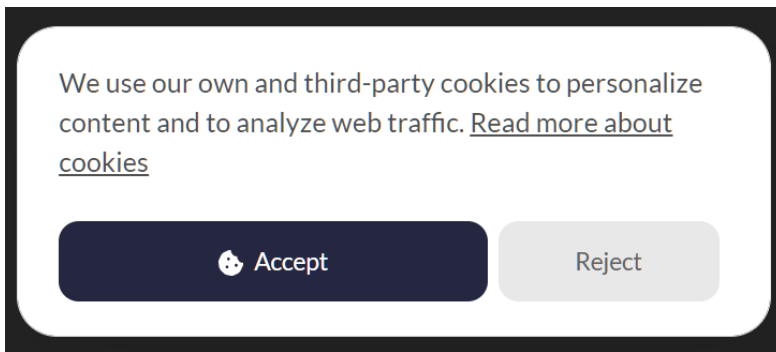 We use our own and third-party cookies to personalize
content and to analyze web traffic. Read more about
cookies
Accept
Reject